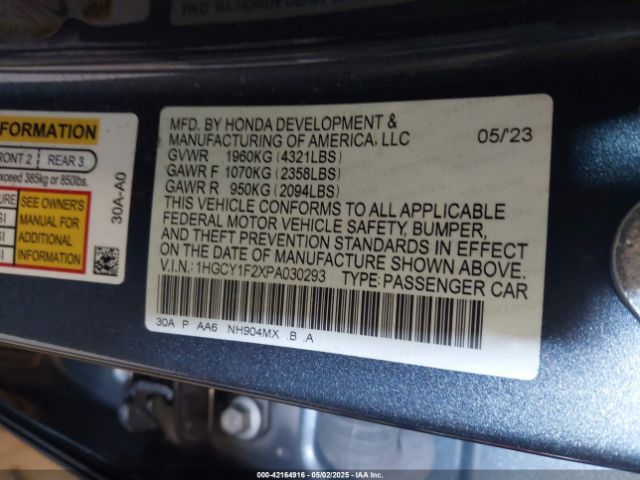 FORMATION
FRONT 2 REAR 3
exceed 385kg or 850lbs.
SEE OWNER'S
MANUAL FOR
ADDITIONAL
INFORMATION
30A-A0
MFD. BY HONDA DEVELOPMENT &
MANUFACTURING OF AMERICA, LLC 05/23
GVWR 1960KG (4321LBS)
GAWR F 1070KG (2358LBS)
GAWR R 950KG (2094LBS)
THIS VEHICLE CONFORMS TO ALL APPLICABLE
FEDERAL MOTOR VEHICLE SAFETY, BUMPER,
AND THEFT PREVENTION STANDARDS IN EFFECT
ON THE DATE OF MANUFACTURE SHOWN ABOVE.
V.I.N.:1HGCY1F2XPA030293 TYPE:PASSENGER CAR
30A P AA6 NH904MX .B .A
000-42164916 - 05/02/2025 - IAA Inc.